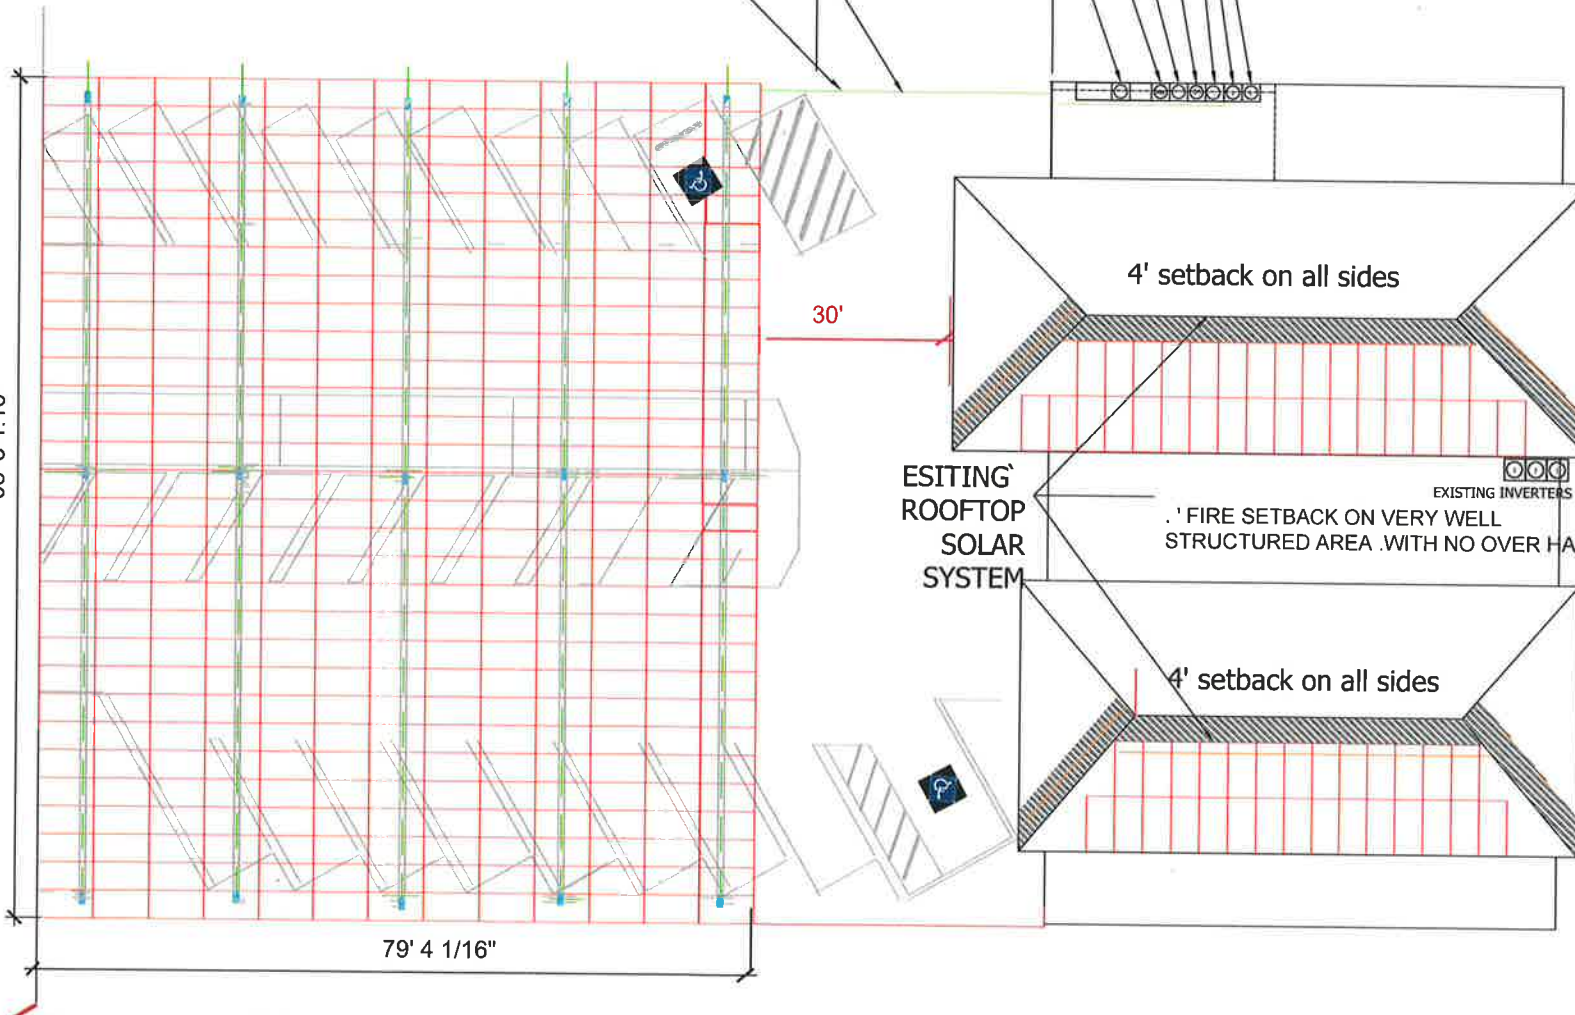 4' setback on all sides
30'
ESITING`
ROOFTOP
SOLAR
SYSTEM
EXISTING INVERTERS
. ' FIRE SETBACK ON VERY WELL
STRUCTURED AREA .WITH NO OVER HA
4' setback on all sides
79' 4 1/16"